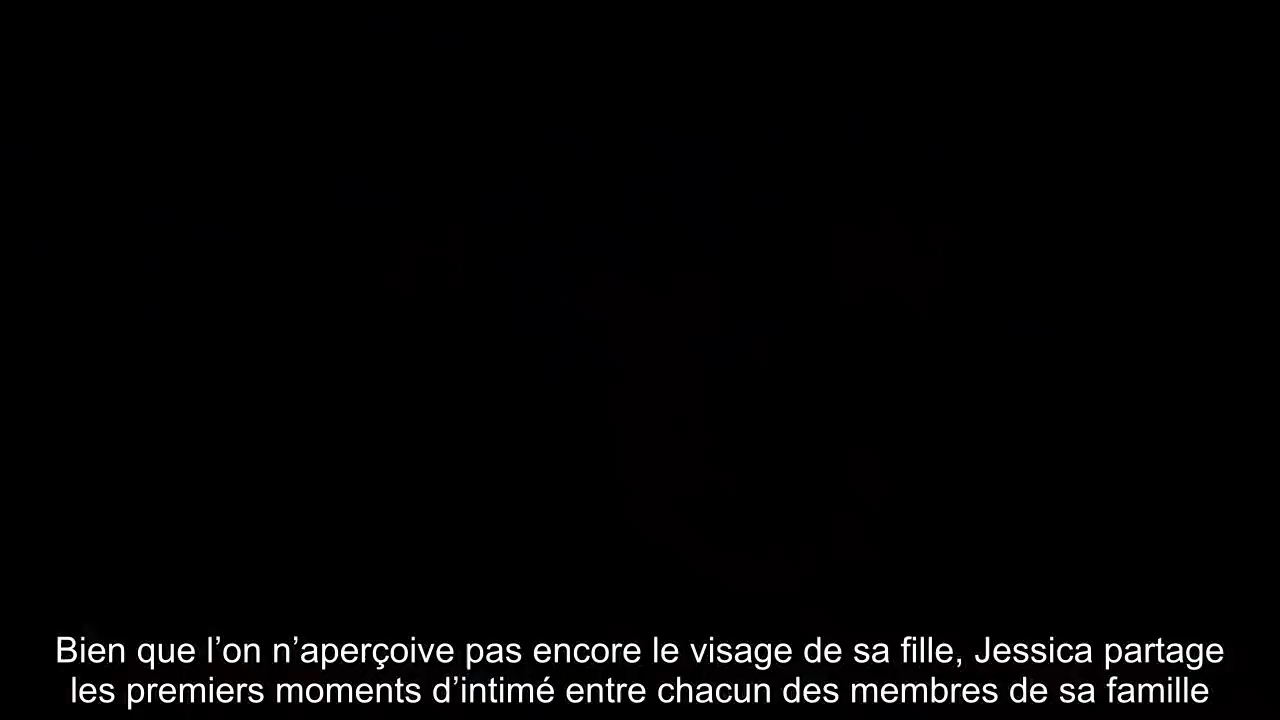 Bien que l’on n’aperçoive pas encore le visage de sa fille, Jessica partage
les premiers moments d’intimé entre chacun des membres de sa famille